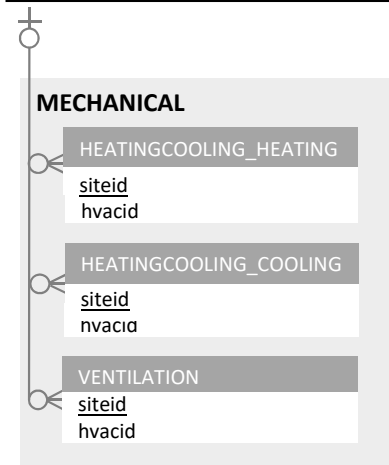 MECHANICAL
HEATINGCOOLING_HEATING
siteid
hvacid
HEATINGCOOLING_COOLING
siteid
hvacid
VENTILATION
siteid
hvacid